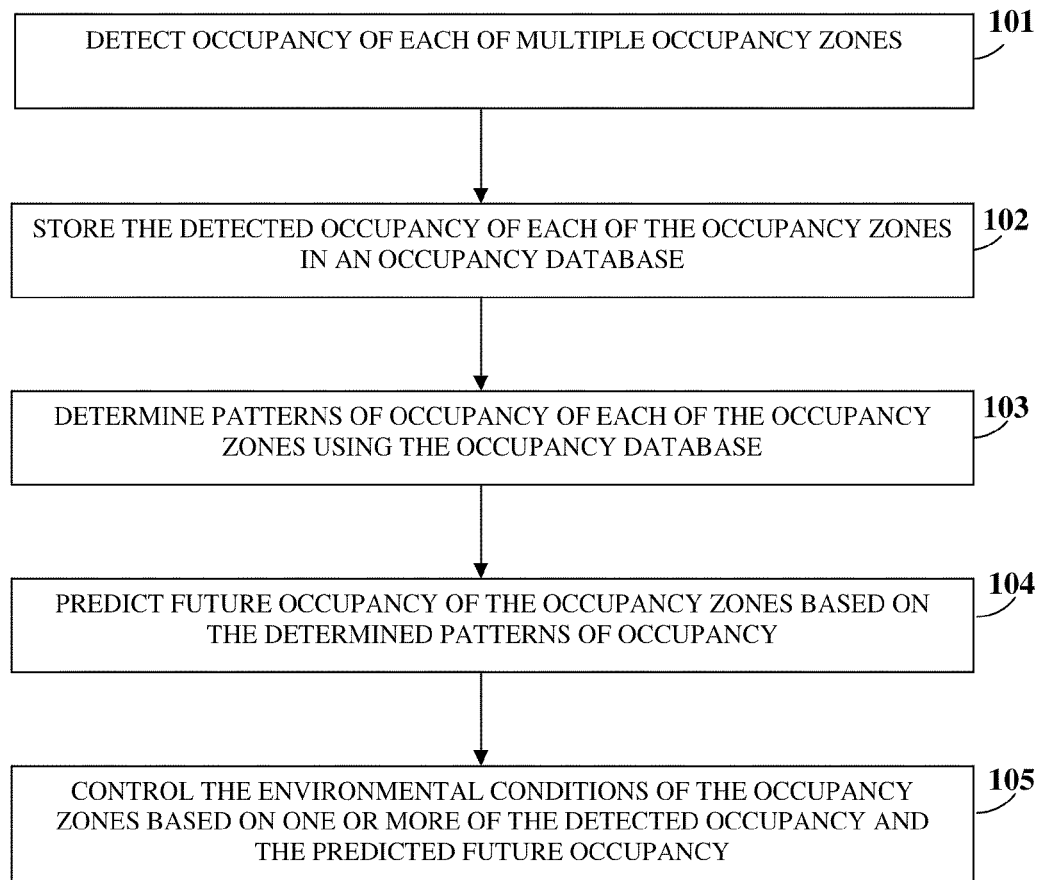 DETECT OCCUPANCY OF EACH OF MULTIPLE OCCUPANCY ZONES
101
STORE THE DETECTED OCCUPANCY OF EACH OF THE OCCUPANCY ZONES
IN AN OCCUPANCY DATABASE
102
DETERMINE PATTERNS OF OCCUPANCY OF EACH OF THE OCCUPANCY
ZONES USING THE OCCUPANCY DATABASE
103
PREDICT FUTURE OCCUPANCY OF THE OCCUPANCY ZONES BASED ON
THE DETERMINED PATTERNS OF OCCUPANCY
104
CONTROL THE ENVIRONMENTAL CONDITIONS OF THE OCCUPANCY
ZONES BASED ON ONE OR MORE OF THE DETECTED OCCUPANCY AND
THE PREDICTED FUTURE OCCUPANCY
105